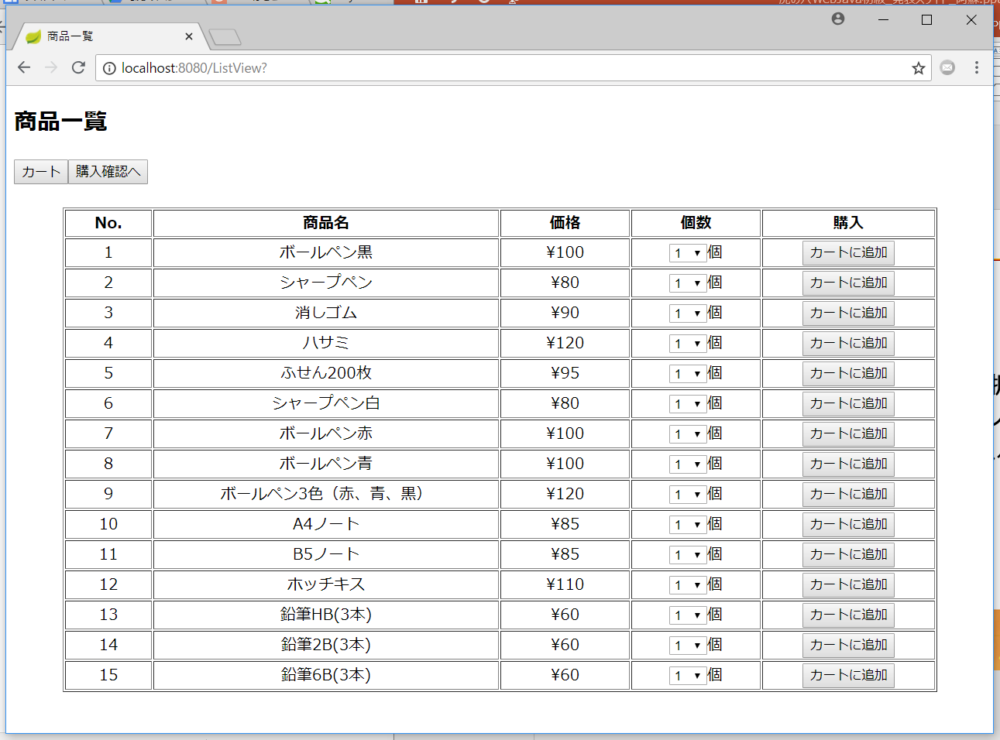 商品一覧
localhost:8080/ListView?
商品一覧
カート 購入確認へ
No. 商品名 価格 個数 購入
1 ボールペン黒 ¥100 1 個 カートに追加
2 シャープペン ¥80 1 個 カートに追加
3 消しゴム ¥90 1 個 カートに追加
4 ハサミ ¥120 1 個 カートに追加
5 ふせん200枚 ¥95 1 個 カートに追加
6 シャープペン白 ¥80 1 個 カートに追加
7 ボールペン赤 ¥100 1 個 カートに追加
8 ボールペン青 ¥100 1 個 カートに追加
9 ボールペン3色（赤、青、黒） ¥120 1 個 カートに追加
10 A4ノート ¥85 1 個 カートに追加
11 B5ノート ¥85 1 個 カートに追加
12 ホッチキス ¥110 1 個 カートに追加
13 鉛筆HB(3本) ¥60 1 個 カートに追加
14 鉛筆2B(3本) ¥60 1 個 カートに追加
15 鉛筆6B(3本) ¥60 1 個 カートに追加